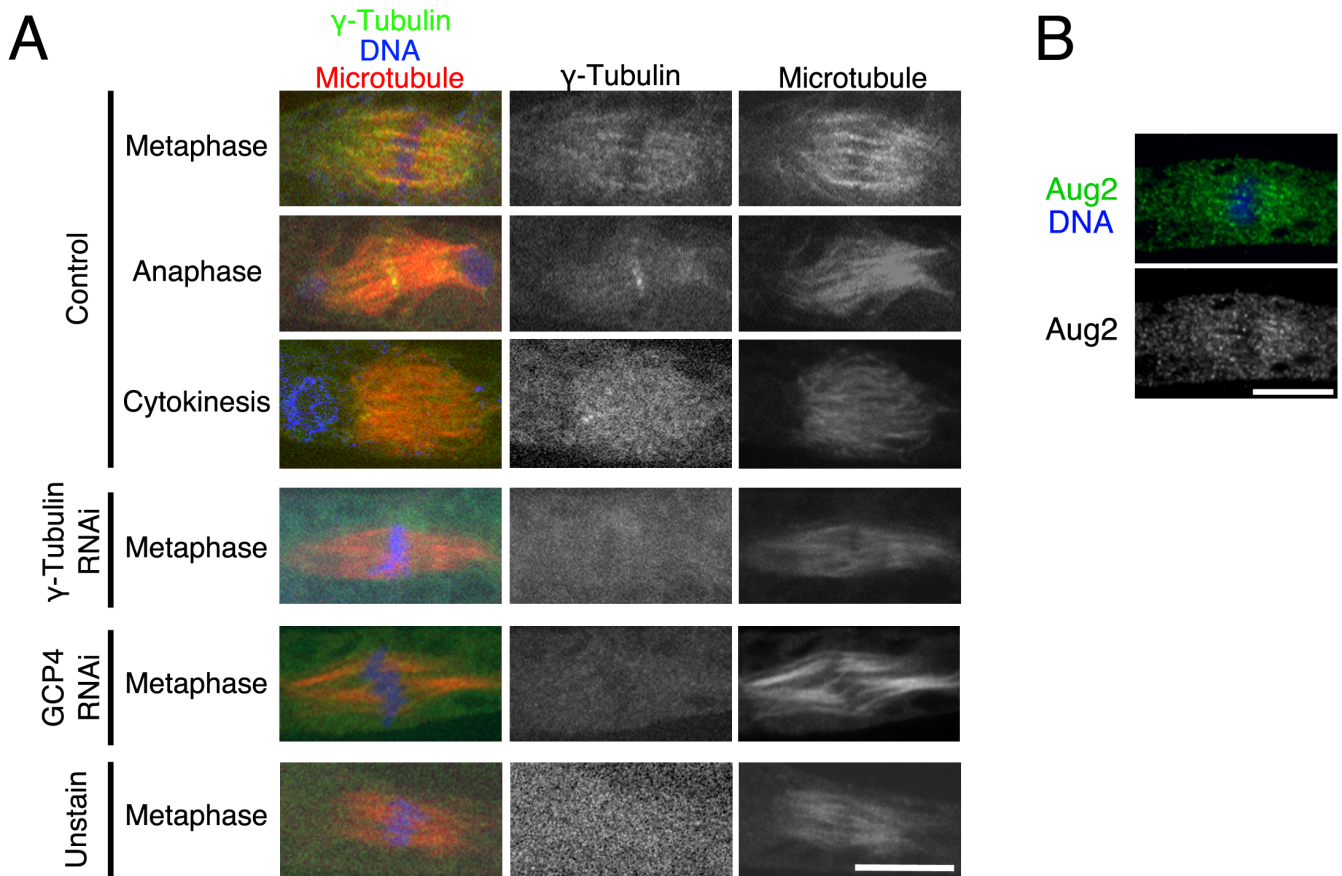 A
γ-Tubulin
DNA
Microtubule
γ-Tubulin
Microtubule
Control
Metaphase
Anaphase
Cytokinesis
γ-Tubulin
RNAi
Metaphase
GCP4
RNAi
Metaphase
Unstain
Metaphase
B
Aug2
DNA
Aug2